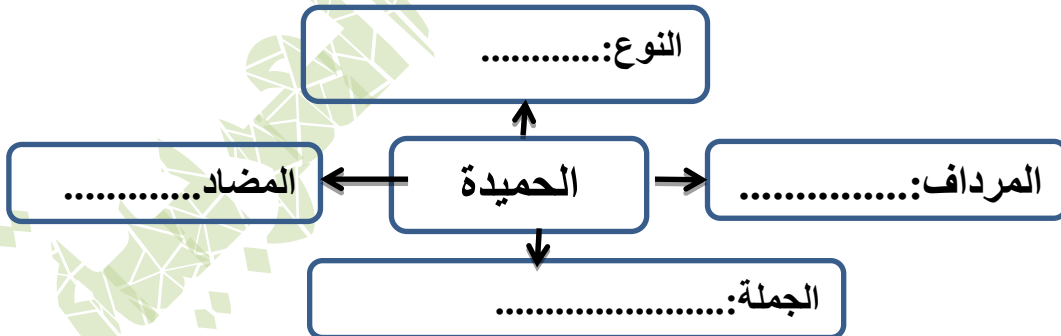 النوع:............
المرداف:...............
الحميدة
المضاد.............
الجملة:........................